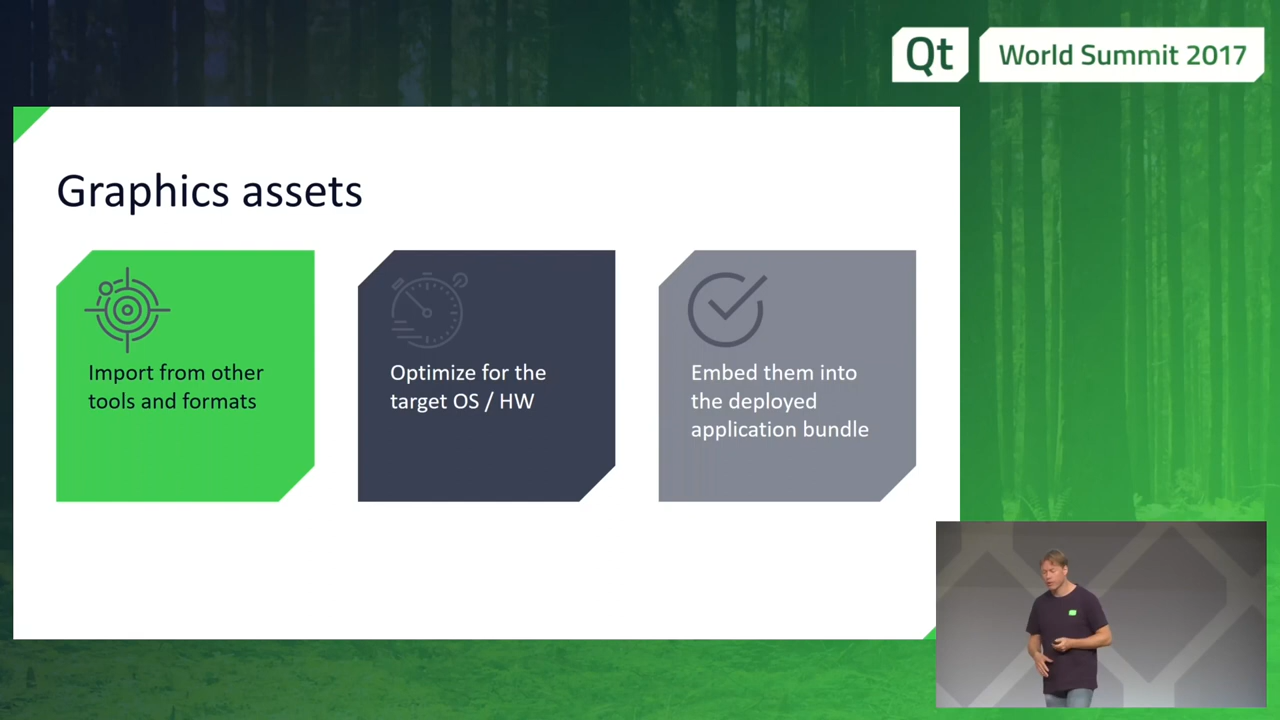 Qt World Summit 2017
Graphics assets
Import from other
tools and formats
Optimize for the
target OS / HW
Embed them into
the deployed
application bundle